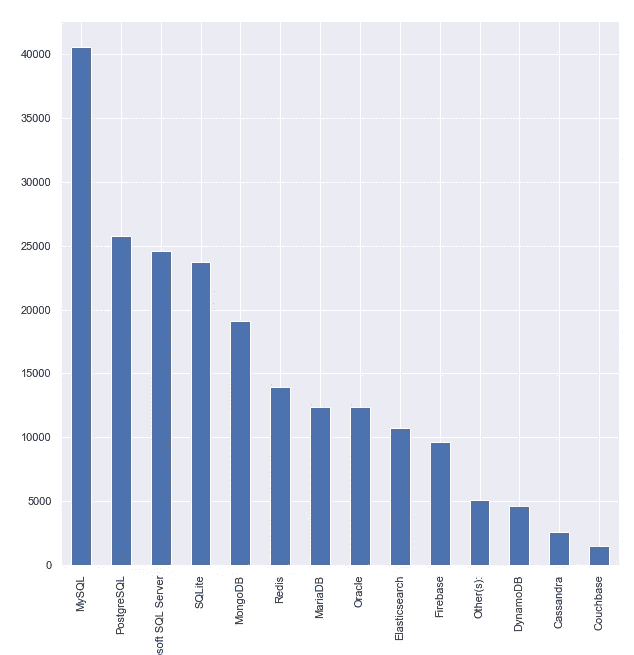 40000
35000
30000
25000
20000
15000
10000
5000
0
MySQL
PostgreSQL
soft SQL Server
SQLite
MongoDB
Redis
MariaDB
Oracle
Elasticsearch
Firebase
Other(s):
DynamoDB
Cassandra
Couchbase